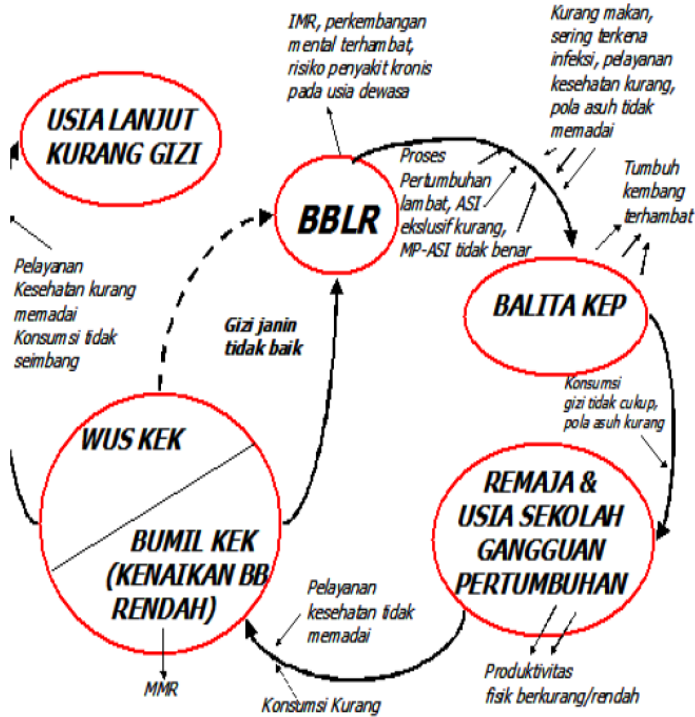 IMR, perkembangan
mental terhambat,
risiko penyakit kronis
pada usia dewasa
Kurang makan,
sering terkena
infeksi, pelayanan
kesehatan kurang,
pola asuh tidak
memadai
USIA LANJUT
KURANG GIZI
BBLR
Proses
Pertumbuhan
lambat, ASI
ekslusif kurang,
MP-ASI tidak benar
Tumbuh
kembang
terhambat
Pelayanan
Kesehatan kurang
memadai
Konsumsi tidak
seimbang
Gizi janin
tidak baik
BALITA KEP
Konsumsi
gizi tidak cukup,
pola asuh kurang
WUS KEK
BUMIL KEK
(KENAIKAN BB
RENDAH)
REMAJA &
USIA SEKOLAH
GANGGUAN
PERTUMBUHAN
Pelayanan
kesehatan tidak
memadai
MMR
Konsumsi Kurang
Produktivitas
fisik berkurang/rendah